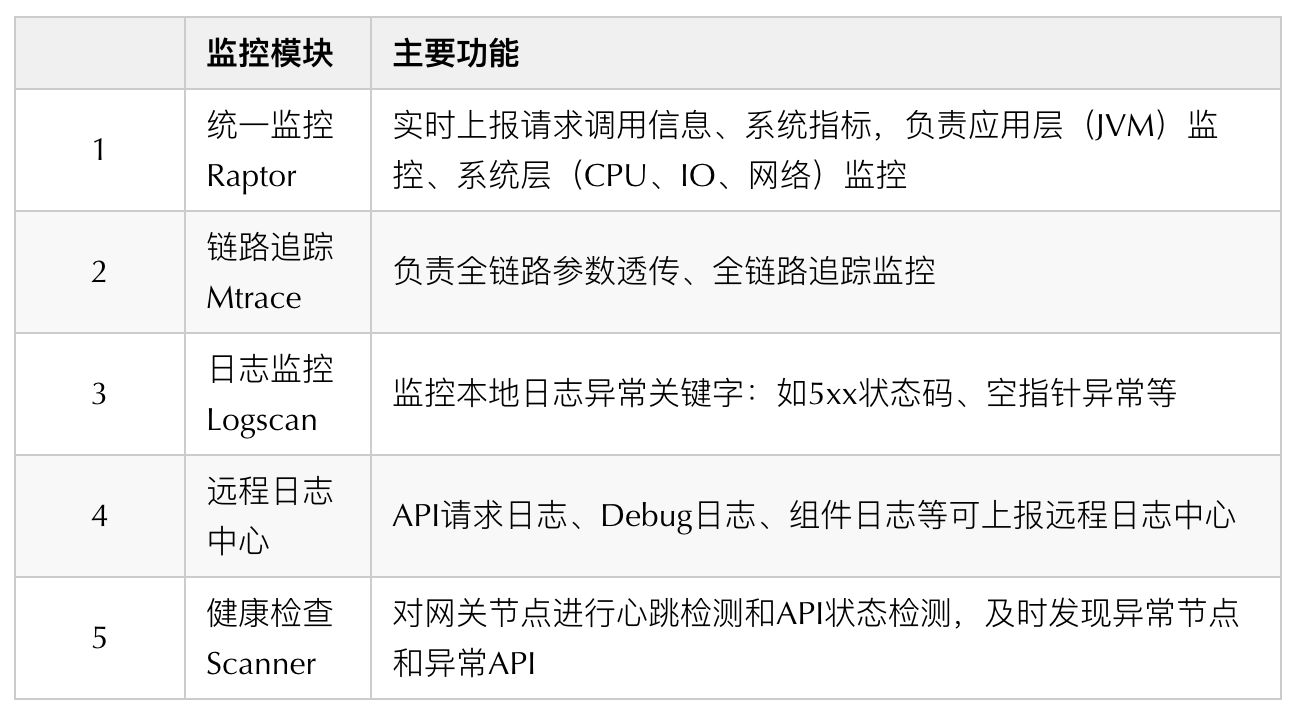 监控模块 主要功能
1
统一监控
Raptor
实时上报请求调用信息、系统指标，负责应用层（JVM）监
控、系统层（CPU、IO、网络）监控
2
链路追踪
Mtrace
负责全链路参数透传、全链路追踪监控
3
日志监控
Logscan
监控本地日志异常关键字：如5xx状态码、空指针异常等
4
远程日志
中心
API请求日志、Debug日志、组件日志等可上报远程日志中心
5
健康检查
Scanner
对网关节点进行心跳检测和API状态检测，及时发现异常节点
和异常API